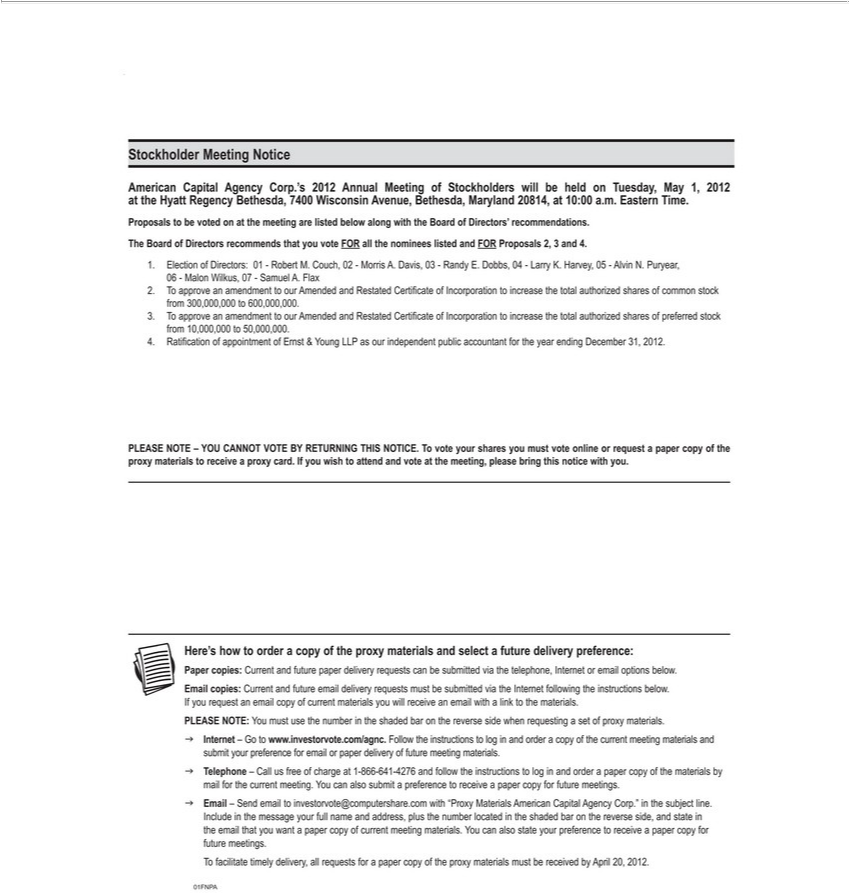 Stockholder Meeting Notice
American Capital Agency Corp.'s 2012 Annual Meeting of Stockholders will be held on Tuesday, May 1, 2012
at the Hyatt Regency Bethesda, 7400 Wisconsin Avenue, Bethesda, Maryland 20814, at 10:00 a.m. Eastern Time.
Proposals to be voted on at the meeting are listed below along with the Board of Directors' recommendations.
The Board of Directors recommends that you vote FOR all the nominees listed and FOR Proposals 2, 3 and 4.
1. Election of Directors: 01 - Robert M. Couch, 02 - Morris A. Davis, 03 - Randy E. Dobbs, 04 - Larry K. Harvey, 05 - Alvin N. Puryear,
06 - Malon Wilkus, 07 - Samuel A. Flax
2. To approve an amendment to our Amended and Restated Certificate of Incorporation to increase the total authorized shares of common stock
from 300,000,000 to 600,000,000.
3. To approve an amendment to our Amended and Restated Certificate of Incorporation to increase the total authorized shares of preferred stock
from 10,000,000 to 50,000,000.
4. Ratification of appointment of Ernst & Young LLP as our independent public accountant for the year ending December 31, 2012.
PLEASE NOTE – YOU CANNOT VOTE BY RETURNING THIS NOTICE. To vote your shares you must vote online or request a paper copy of the
proxy materials to receive a proxy card. If you wish to attend and vote at the meeting, please bring this notice with you.
Here's how to order a copy of the proxy materials and select a future delivery preference:
Paper copies: Current and future paper delivery requests can be submitted via the telephone, Internet or email options below.
Email copies: Current and future email delivery requests must be submitted via the Internet following the instructions below.
If you request an email copy of current materials you will receive an email with a link to the materials.
PLEASE NOTE: You must use the number in the shaded bar on the reverse side when requesting a set of proxy materials.
→ Internet – Go to www.investorvote.com/agnc. Follow the instructions to log in and order a copy of the current meeting materials and
submit your preference for email or paper delivery of future meeting materials.
→ Telephone – Call us free of charge at 1-866-641-4276 and follow the instructions to log in and order a paper copy of the materials by
mail for the current meeting. You can also submit a preference to receive a paper copy for future meetings.
→ Email – Send email to investorvote@computershare.com with "Proxy Materials American Capital Agency Corp." in the subject line.
Include in the message your full name and address, plus the number located in the shaded bar on the reverse side, and state in
the email that you want a paper copy of current meeting materials. You can also state your preference to receive a paper copy for
future meetings.
To facilitate timely delivery, all requests for a paper copy of the proxy materials must be received by April 20, 2012.
01FNPA